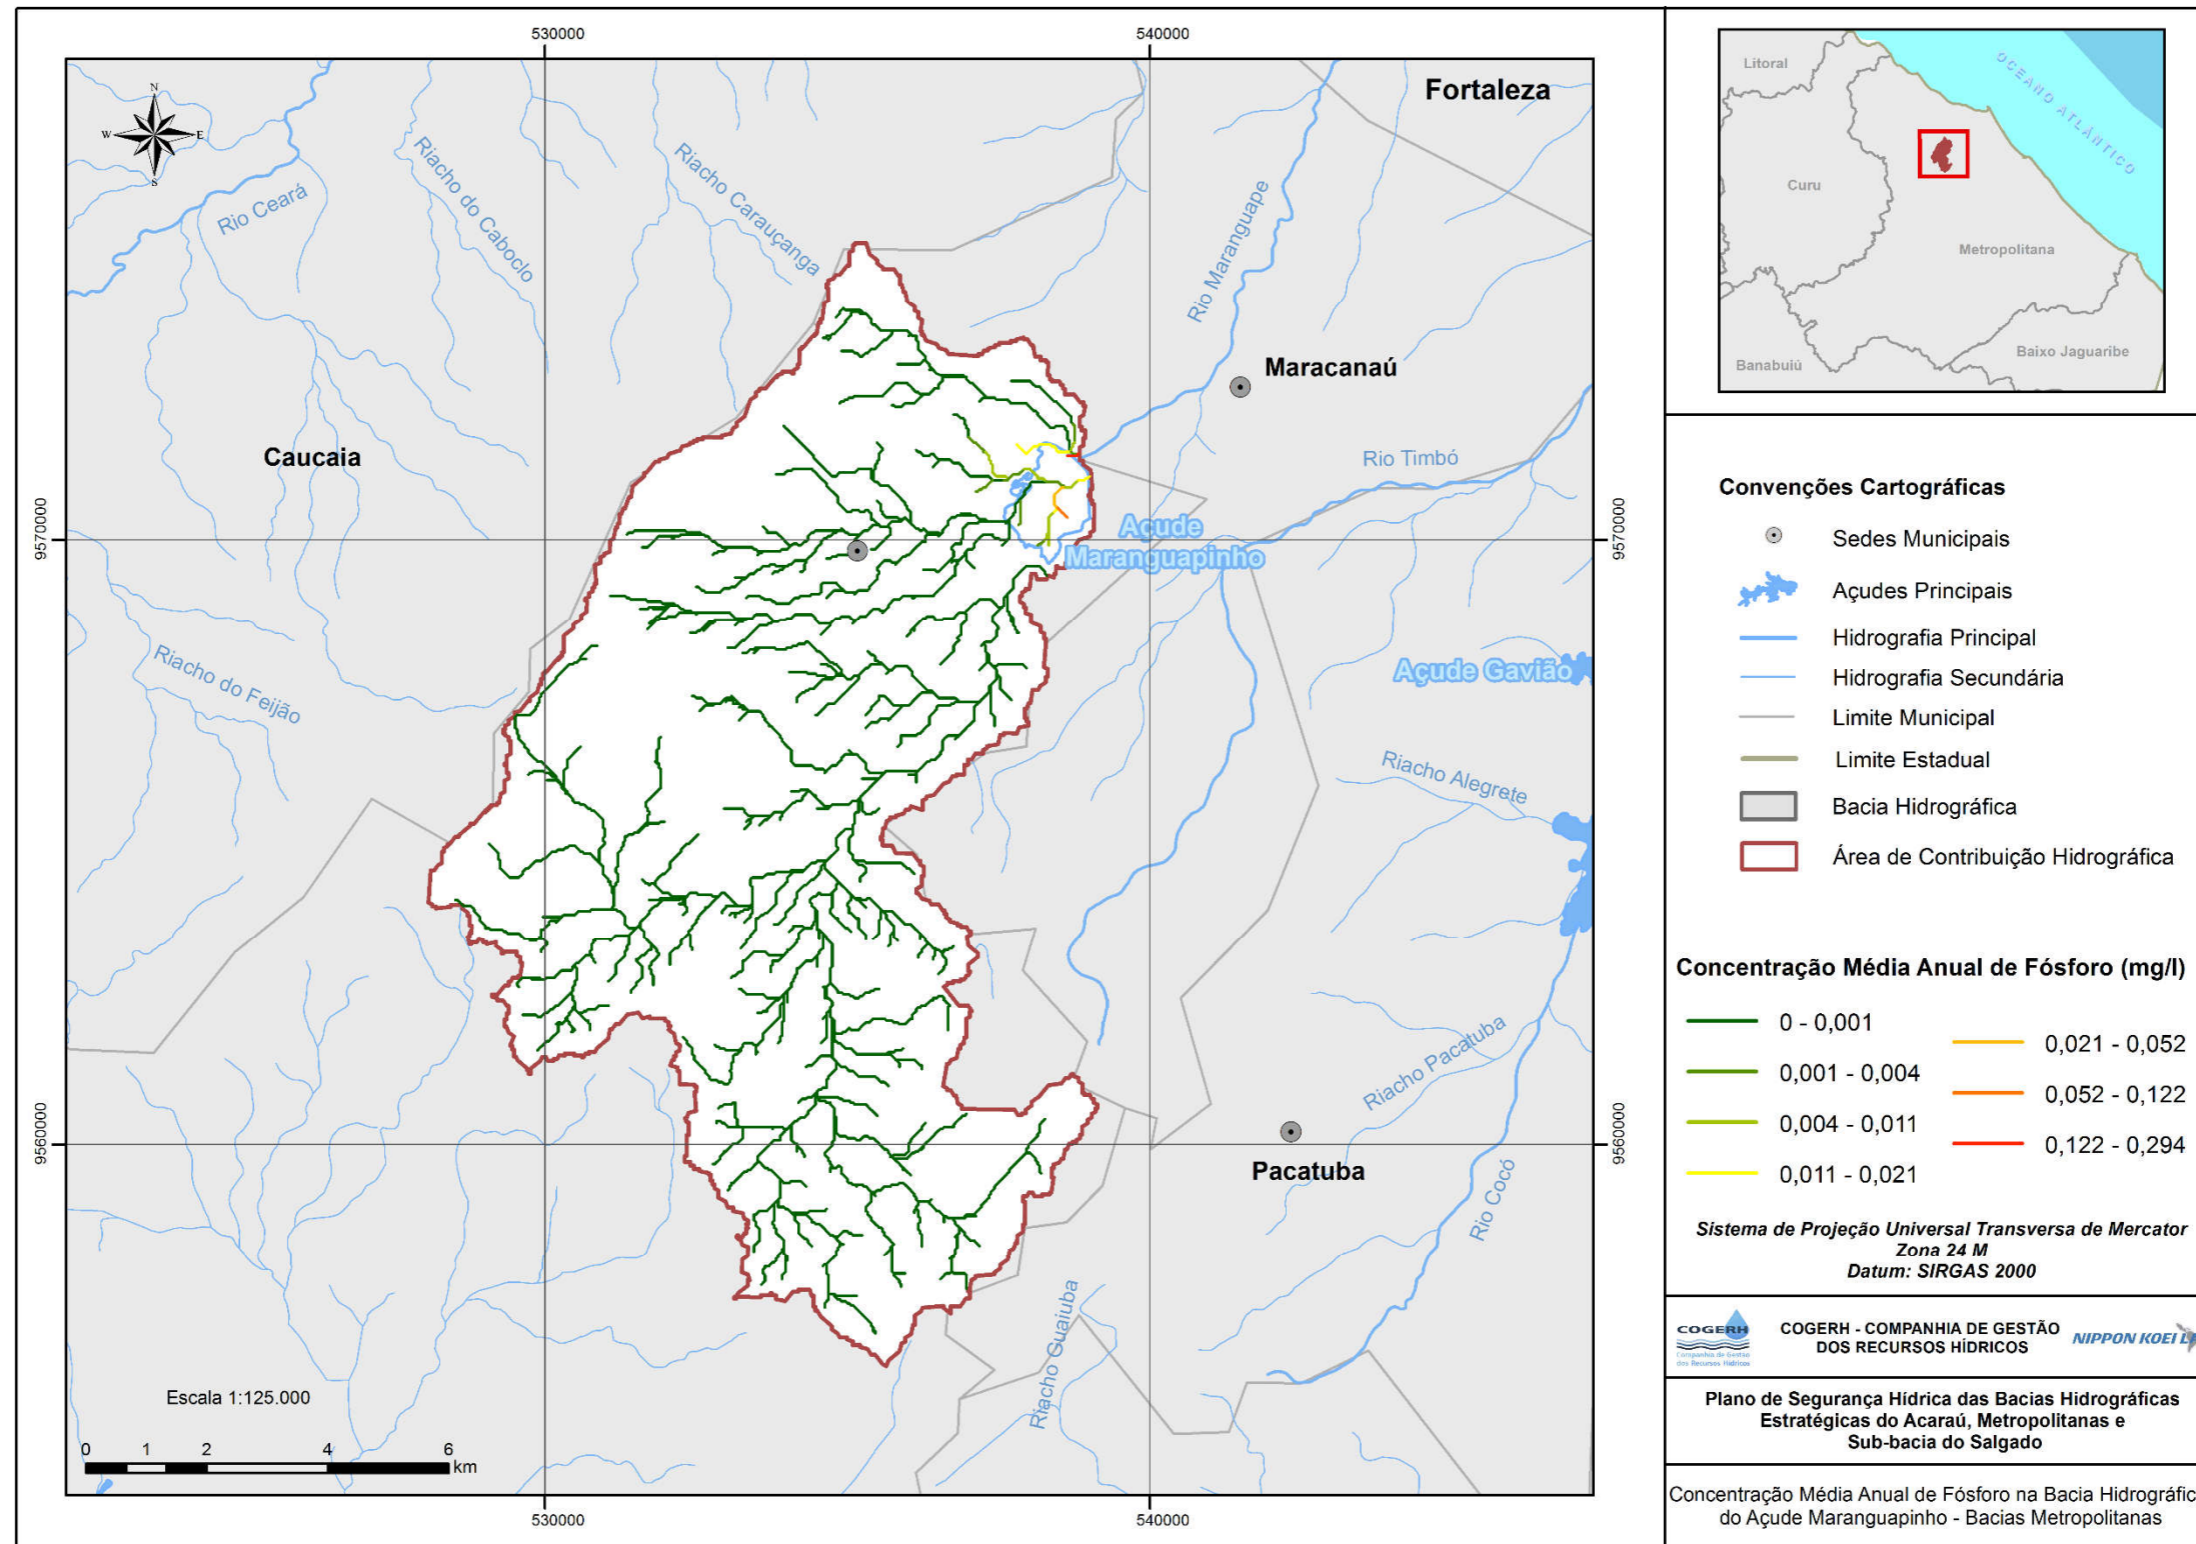 530000
540000
Fortaleza
N
W
E
S
Rio Ceará
Riacho do Caboclo
Riacho Carauçanga
Rio Maranguape
Maracanaú
Caucaia
Rio Timbó
9570000
9570000
Açude
Maranguapinho
Riacho do Feijão
Açude Gavião
Riacho Alegrete
Riacho Pacatuba
9560000
9560000
Pacatuba
Rio Cocó
Riacho Guaiuba
Escala 1:125.000
0 1 2 4 6
km
530000
540000
Litoral
OCEANO ATLÂNTICO
Curu
Metropolitana
Baixo Jaguaribe
Banabuiú
Convenções Cartográficas
Sedes Municipais
Açudes Principais
Hidrografia Principal
Hidrografia Secundária
Limite Municipal
Limite Estadual
Bacia Hidrográfica
Área de Contribuição Hidrográfica
Concentração Média Anual de Fósforo (mg/l)
0 - 0,001
0,001 - 0,004
0,004 - 0,011
0,011 - 0,021
0,021 - 0,052
0,052 - 0,122
0,122 - 0,294
Sistema de Projeção Universal Transversa de Mercator
Zona 24 M
Datum: SIRGAS 2000
COGERH
Companhia de Gestão
dos Recursos Hídricos
COGERH - COMPANHIA DE GESTÃO
DOS RECURSOS HÍDRICOS
NIPPON KOEI
Plano de Segurança Hídrica das Bacias Hidrográficas
Estratégicas do Acaraú, Metropolitanas e
Sub-bacia do Salgado
Concentração Média Anual de Fósforo na Bacia Hidrográfic
do Açude Maranguapinho - Bacias Metropolitanas